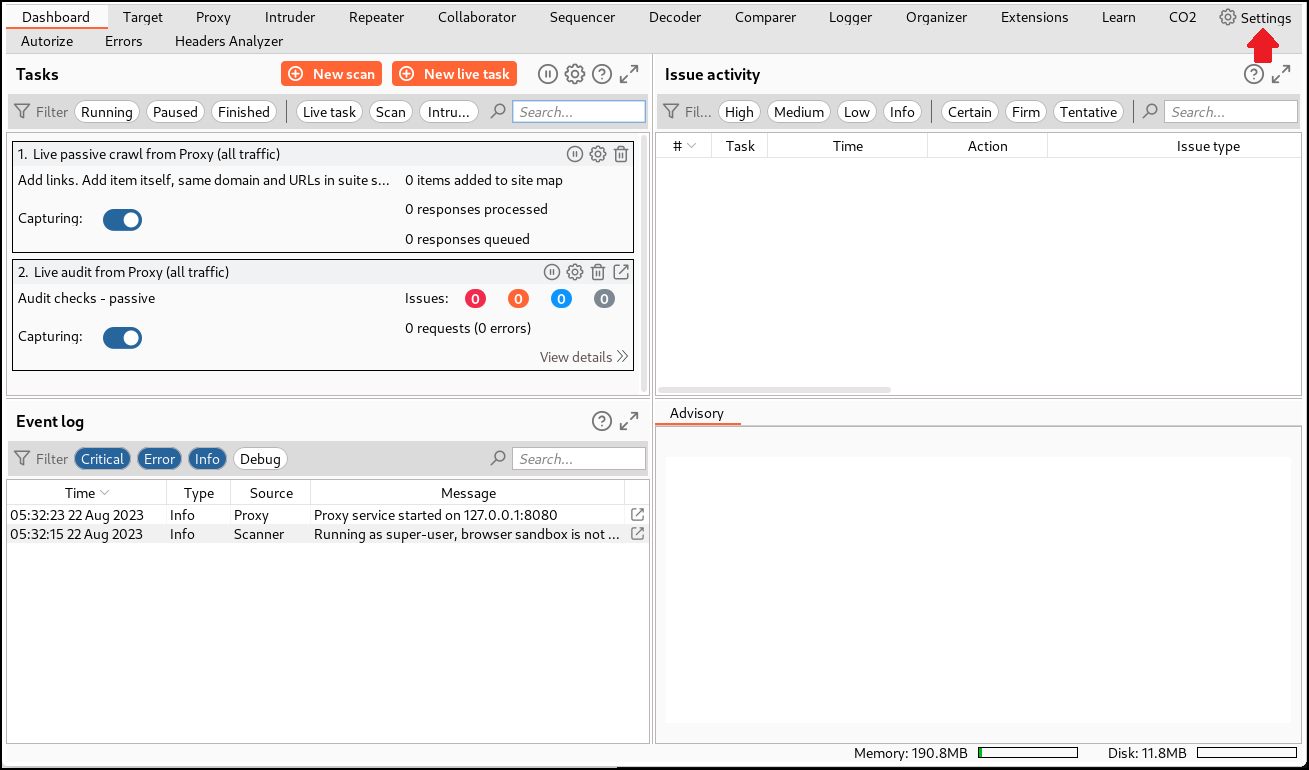 Dashboard Target Proxy Intruder Repeater Collaborator Sequencer Decoder Comparer Logger Organizer Extensions Learn CO2 Settings
Autorize Errors Headers Analyzer
Tasks New scan New live task
Filter Running Paused Finished Live task Scan Intru... Search...
1. Live passive crawl from Proxy (all traffic)
Add links. Add item itself, same domain and URLs in suite s... 0 items added to site map
0 responses processed
Capturing:
0 responses queued
2. Live audit from Proxy (all traffic)
Audit checks - passive Issues: 0 0 0 0
0 requests (0 errors)
Capturing:
View details
Issue activity
Fil... High Medium Low Info Certain Firm Tentative Search...
# Task Time Action Issue type
Event log
Filter Critical Error Info Debug Search...
Time Type Source Message
05:32:23 22 Aug 2023 Info Proxy Proxy service started on 127.0.0.1:8080
05:32:15 22 Aug 2023 Info Scanner Running as super-user, browser sandbox is not ...
Advisory
Memory: 190.8MB Disk: 11.8MB